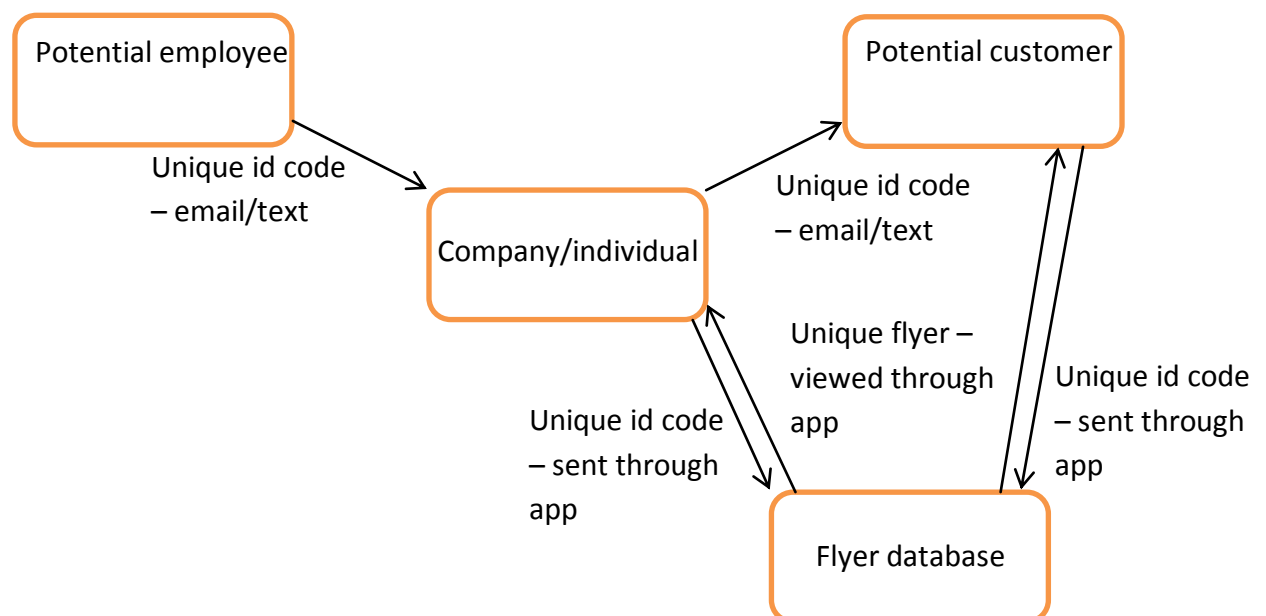 Potential employee
Potential customer
Unique id code
– email/text
Company/individual
Unique id code
– email/text
Unique flyer –
viewed through
app
Unique id code
– sent through
app
Unique id code
– sent through
app
Flyer database